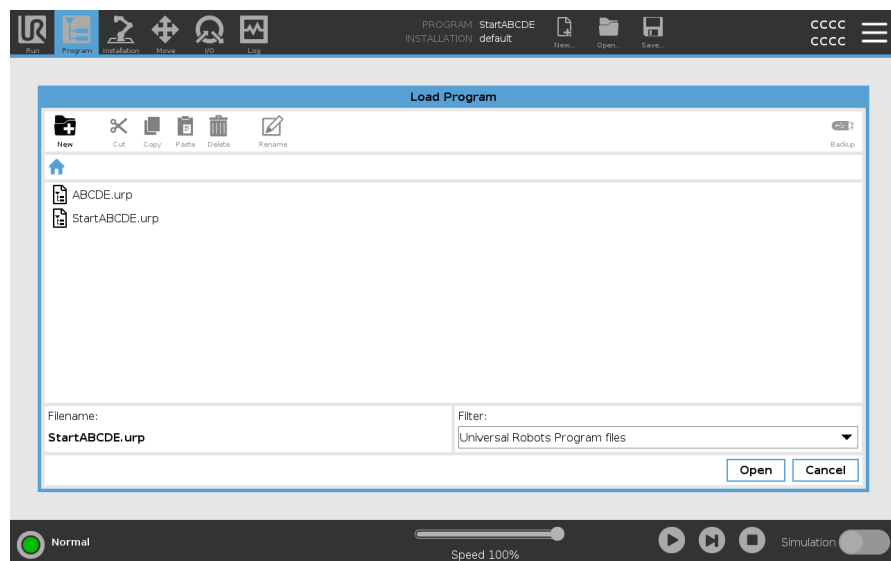 PROGRAM StartABCDE
INSTALLATION default
CCCC
CCCC
Run
Program
Installation
Move
I/O
Log
New...
Open...
Save...
Load Program
New
Cut
Copy
Paste
Delete
Rename
Backup
ABCDE.urp
StartABCDE.urp
Filename:
StartABCDE.urp
Filter:
Universal Robots Program files
Open
Cancel
Normal
Speed 100%
Simulation